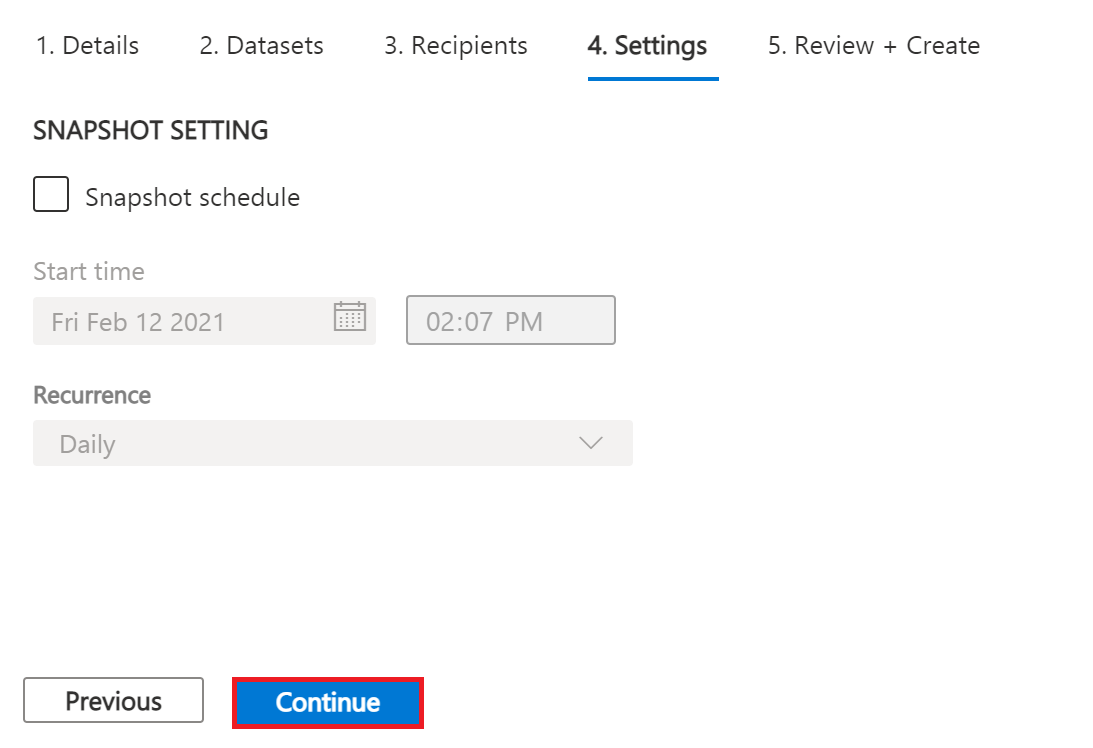 1. Details 2. Datasets 3. Recipients 4. Settings 5. Review + Create
SNAPSHOT SETTING
Snapshot schedule
Start time
Fri Feb 12 2021 02:07 PM
Recurrence
Daily
Previous Continue